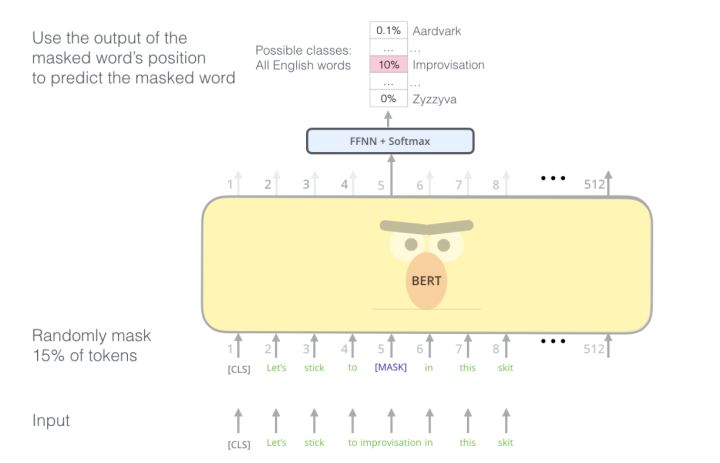 Use the output of the
masked word's position
to predict the masked word
Possible classes:
All English words
0.1% Aardvark
... ...
10% Improvisation
... ...
0% Zyzzyva
FFNN + Softmax
1 2 3 4 5 6 7 8 ••• 512
BERT
Randomly mask
15% of tokens
1 2 3 4 5 6 7 8 ••• 512
[CLS] Let's stick to [MASK] in this skit
Input
[CLS] Let's stick to improvisation in this skit